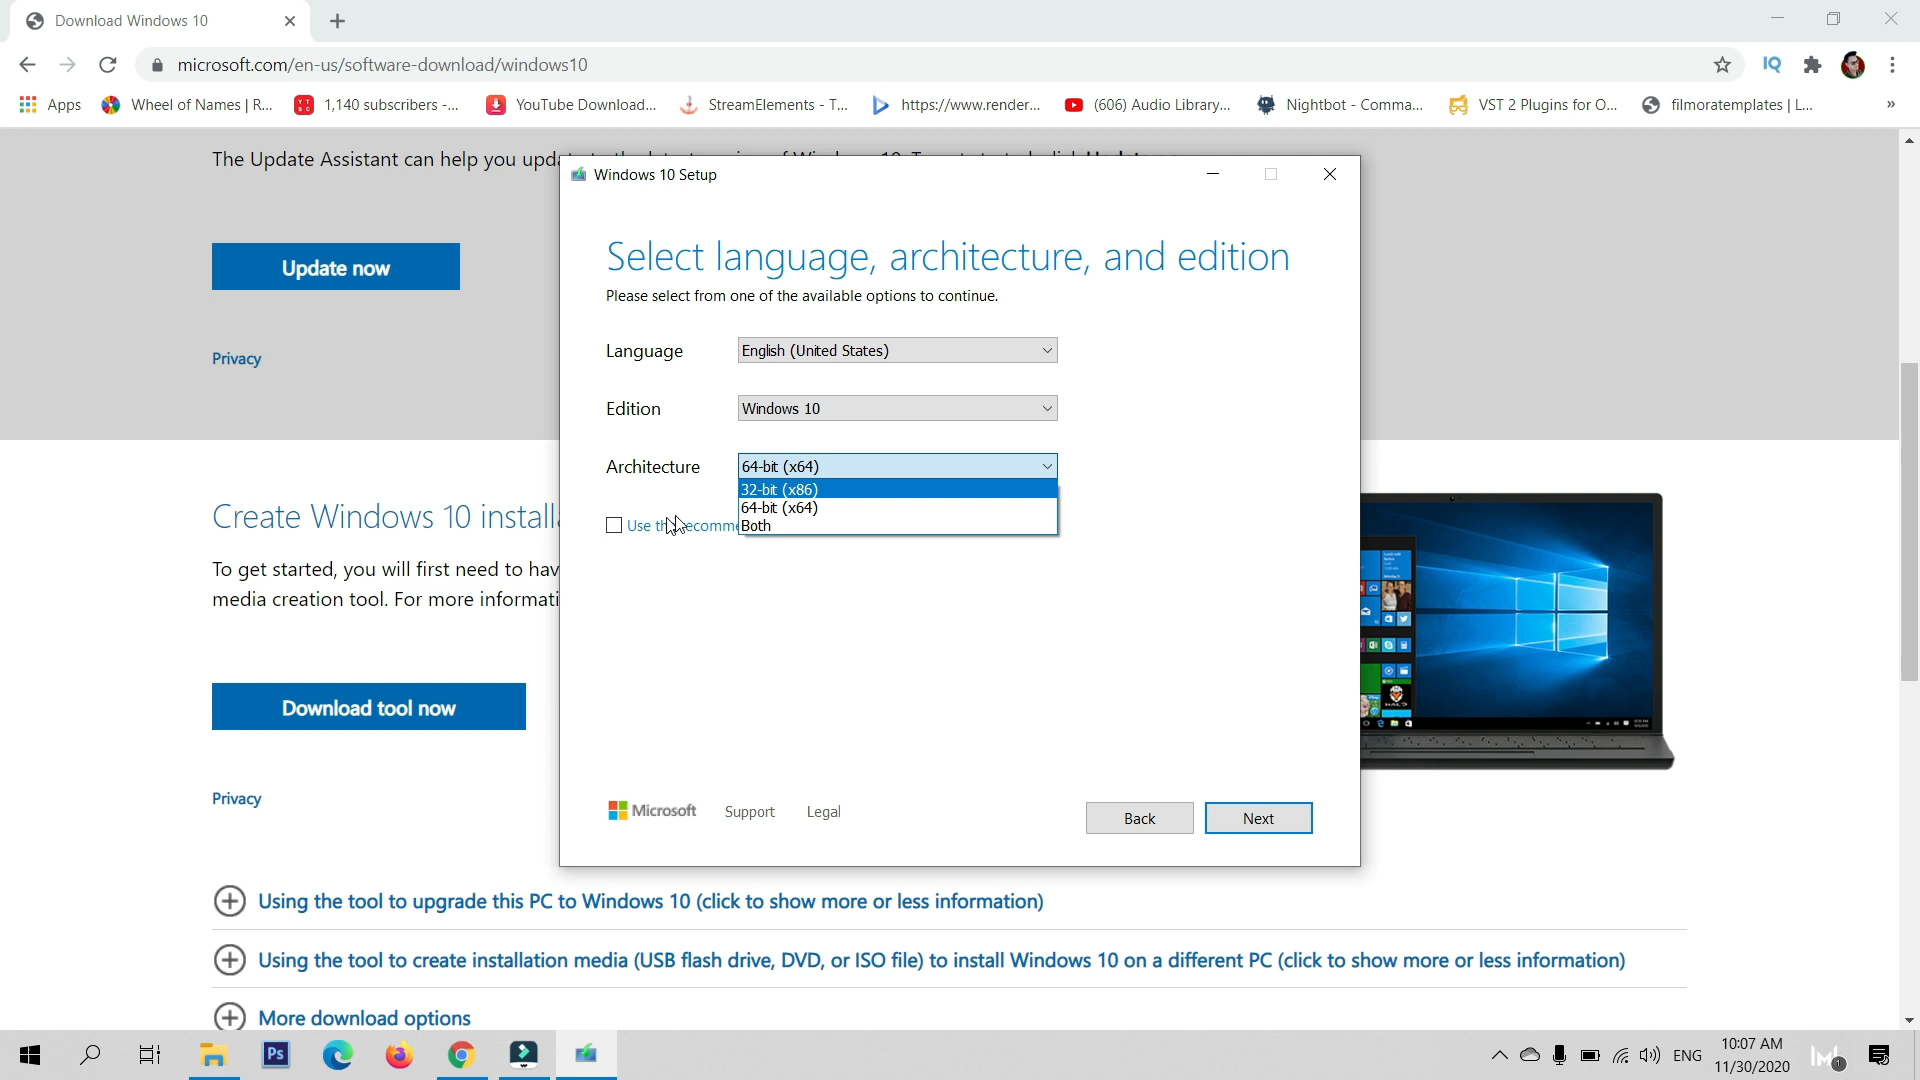 Download Windows 10
microsoft.com/en-us/software-download/windows10
IQ
Apps
Wheel of Names | R...
1,140 subscribers -...
YouTube Download...
StreamElements - T...
https://www.render...
(606) Audio Library...
Nightbot - Comma...
VST 2 Plugins for O...
filmoratemplates | L...
»
The Update Assistant can help you upda
Update now
Privacy
Windows 10 Setup
Select language, architecture, and edition
Please select from one of the available options to continue.
Language
English (United States)
Edition
Windows 10
Architecture
64-bit (x64)
32-bit (x86)
64-bit (x64)
Both
Use th ecomme
Create Windows 10 install
To get started, you will first need to hav
media creation tool. For more informati
Download tool now
Privacy
Microsoft
Support
Legal
Back
Next
Using the tool to upgrade this PC to Windows 10 (click to show more or less information)
Using the tool to create installation media (USB flash drive, DVD, or ISO file) to install Windows 10 on a different PC (click to show more or less information)
More download options
Ps
ENG
10:07 AM
11/30/2020
1